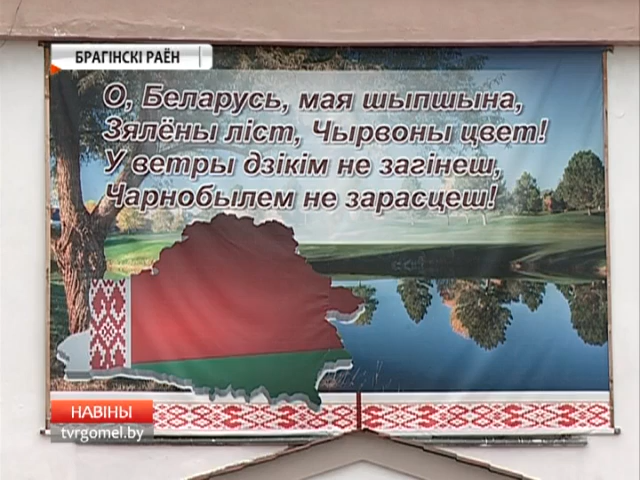 БРАГІНСКІ РАЁН
О, Беларусь, мая шыпшына,
Зялёны ліст, Чырвоны цвет!
У ветры дзікім не загінеш,
Чарнобылем не зарасцеш!
НАВІНЫ
tvrgomel.by